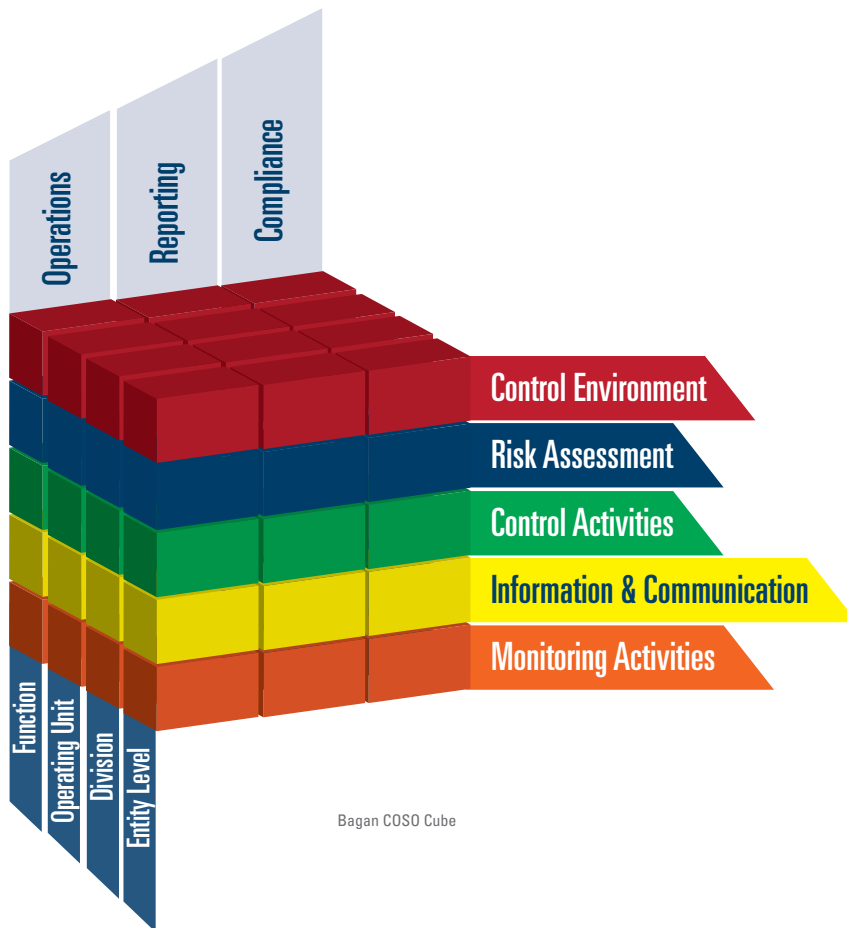 Operations
Reporting
Compliance
Control Environment
Risk Assessment
Control Activities
Information & Communication
Monitoring Activities
Function
Operating Unit
Division
Entity Level
Bagan COSO Cube